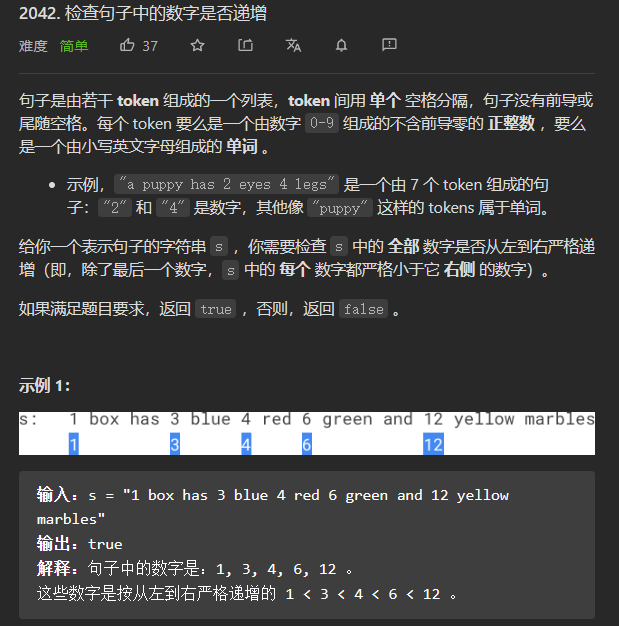 2042. 检查句子中的数字是否递增
难度 简单 37
句子是由若干 token 组成的一个列表，token 间用 单个 空格分隔，句子没有前导或
尾随空格。每个 token 要么是一个由数字 0-9 组成的不含前导零的 正整数 ，要么
是一个由小写英文字母组成的 单词 。
• 示例，"a puppy has 2 eyes 4 legs" 是一个由 7 个 token 组成的句
子："2" 和 "4" 是数字，其他像 "puppy" 这样的 tokens 属于单词。
给你一个表示句子的字符串 s ，你需要检查 s 中的 全部 数字是否从左到右严格递
增（即，除了最后一个数字，s 中的 每个 数字都严格小于它 右侧 的数字）。
如果满足题目要求，返回 true ，否则，返回 false 。
示例 1：
s: 1 box has 3 blue 4 red 6 green and 12 yellow marbles
1 3 4 6 12
输入：s = "1 box has 3 blue 4 red 6 green and 12 yellow
marbles"
输出：true
解释：句子中的数字是：1, 3, 4, 6, 12 。
这些数字是按从左到右严格递增的 1 < 3 < 4 < 6 < 12 。